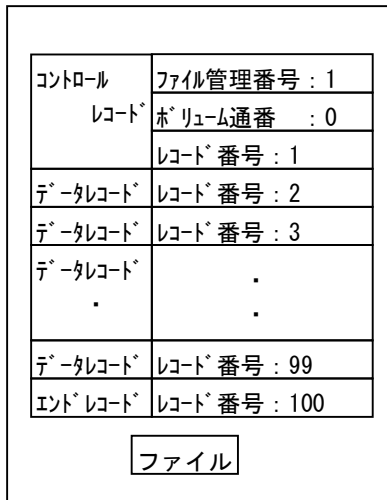 コントロール ファイル管理番号：1
レコード ボリューム通番　：0
レコード番号：1
データレコード レコード番号：2
データレコード レコード番号：3
データレコード ・
・ ・
データレコード レコード番号：99
エンドレコード レコード番号：100
ファイル